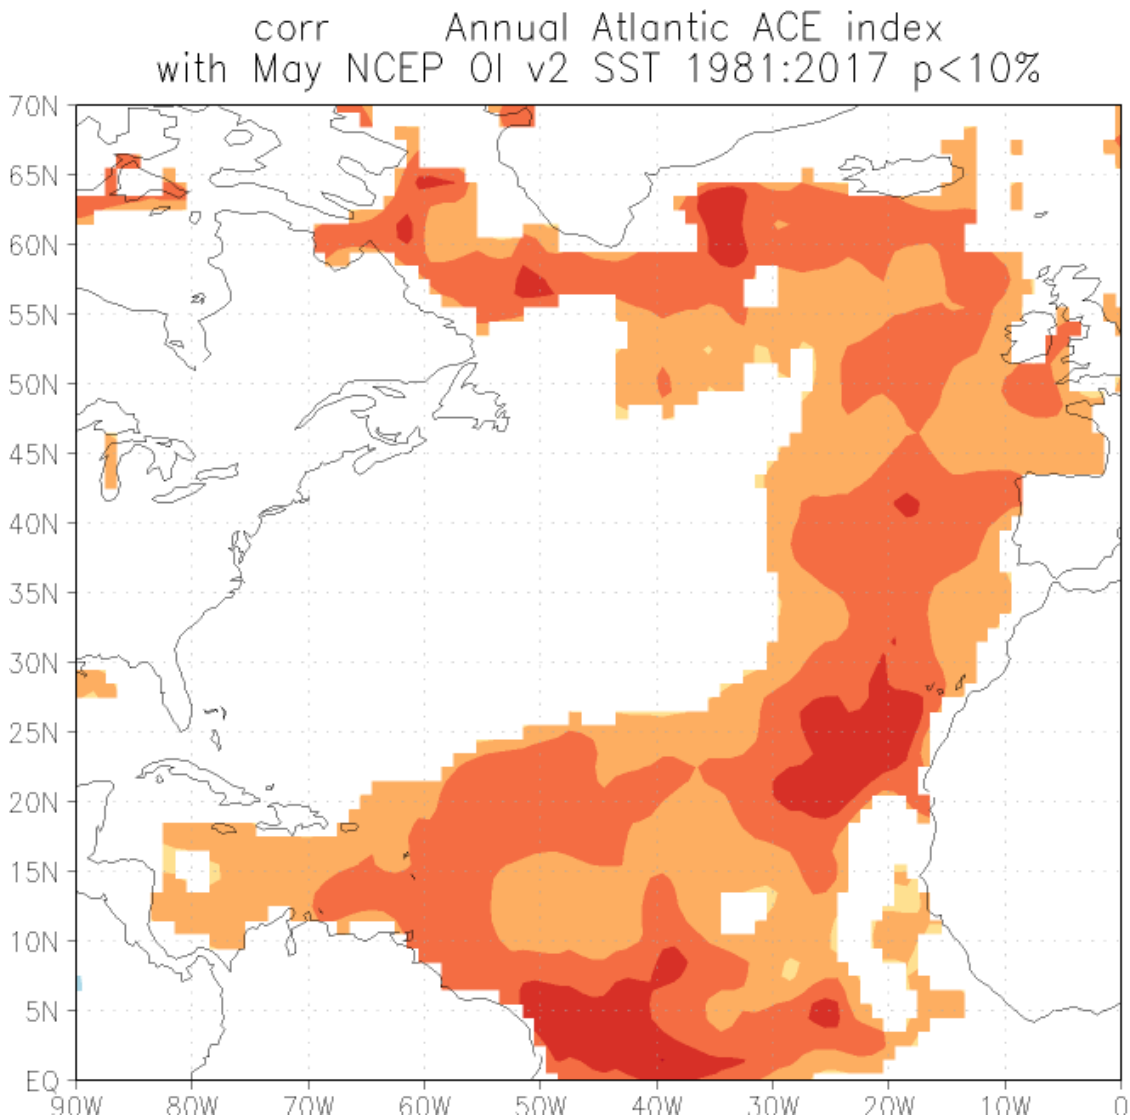 corr Annual Atlantic ACE index
with May NCEP OI v2 SST 1981:2017 p<10%
70N
65N
60N
55N
50N
45N
40N
35N
30N
25N
20N
15N
10N
5N
EQ
90W 80W 70W 60W 50W 40W 30W 20W 10W 0